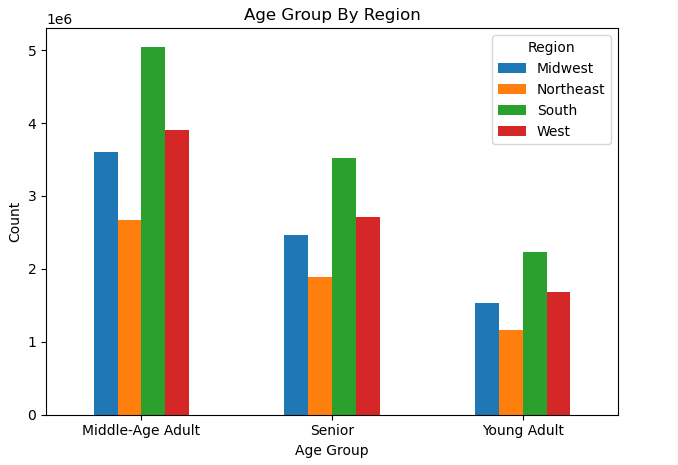 Age Group By Region
1e6
Region
Midwest
Northeast
South
West
5
4
3
2
1
0
Count
Middle-Age Adult
Senior
Young Adult
Age Group